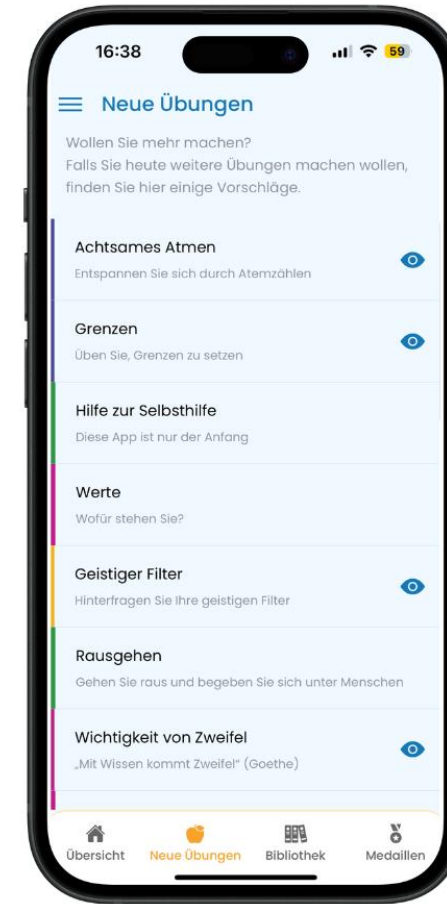 16:38
59
Neue Übungen
Wollen Sie mehr machen?
Falls Sie heute weitere Übungen machen wollen,
finden Sie hier einige Vorschläge.
Achtsames Atmen
Entspannen Sie sich durch Atemzählen
Grenzen
Üben Sie, Grenzen zu setzen
Hilfe zur Selbsthilfe
Diese App ist nur der Anfang
Werte
Wofür stehen Sie?
Geistiger Filter
Hinterfragen Sie Ihre geistigen Filter
Rausgehen
Gehen Sie raus und begeben Sie sich unter Menschen
Wichtigkeit von Zweifel
„Mit Wissen kommt Zweifel“ (Goethe)
Übersicht Neue Übungen Bibliothek Medaillen